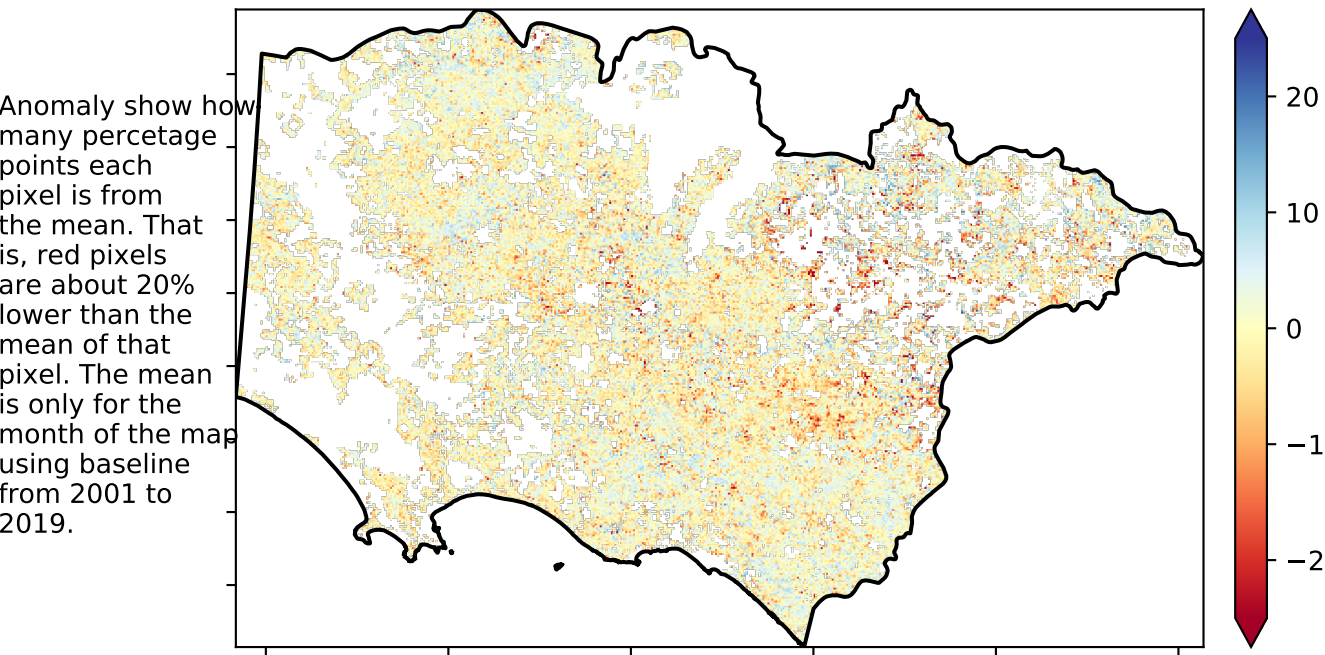 Anomaly show how
many percetage
points each
pixel is from
the mean. That
is, red pixels
are about 20%
lower than the
mean of that
pixel. The mean
is only for the
month of the map
using baseline
from 2001 to
2019.
20
10
0
−1
−2